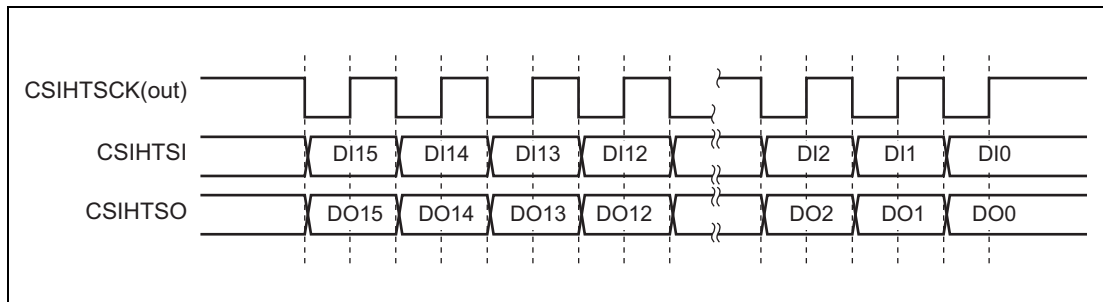 CSIHTSCK(out)
CSIHTSI DI15 DI14 DI13 DI12 DI2 DI1 DI0
CSIHTSO DO15 DO14 DO13 DO12 DO2 DO1 DO0